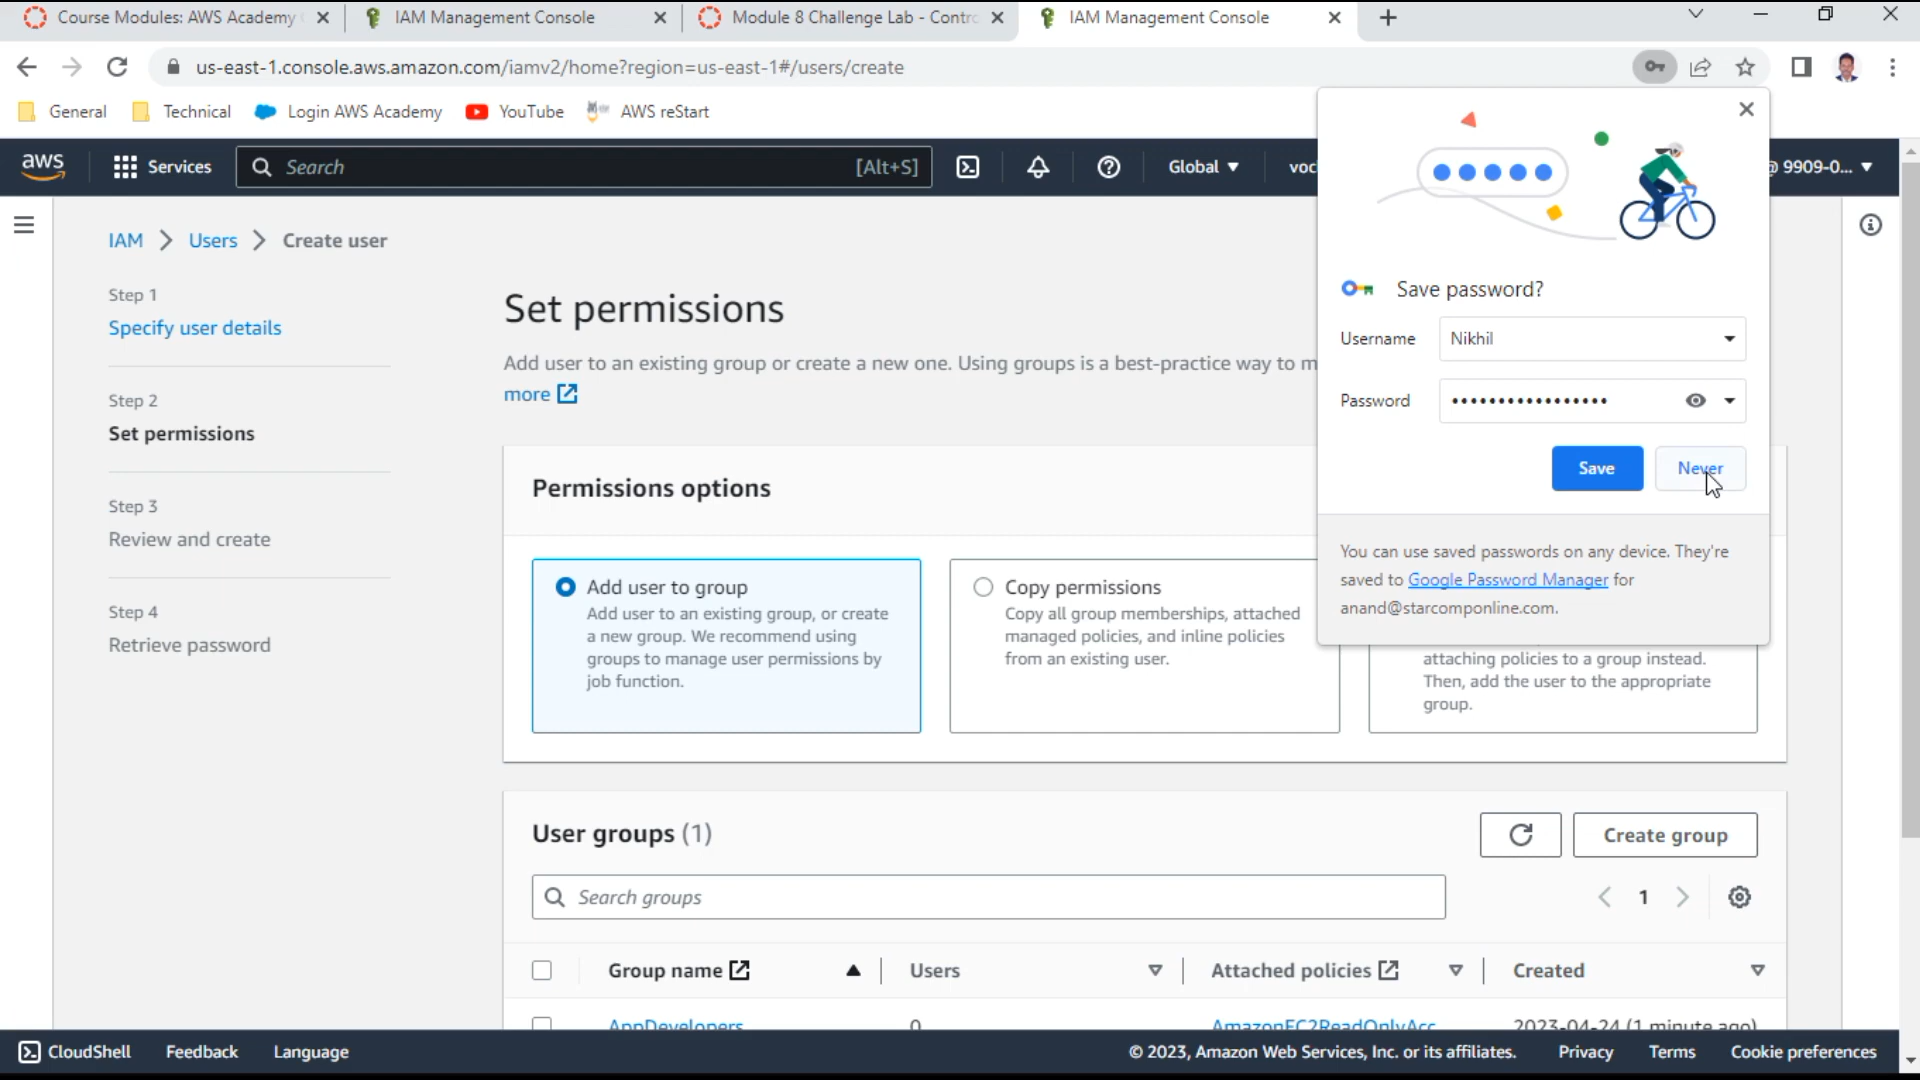 Course Modules: AWS Academy
IAM Management Console
Module 8 Challenge Lab - Contro
IAM Management Console
us-east-1.console.aws.amazon.com/iamv2/home?region=us-east-1#/users/create
General
Technical
Login AWS Academy
YouTube
AWS reStart
aws
Services
Search
[Alt+S]
Global
voc
@ 9909-0...
IAM > Users > Create user
Step 1
Specify user details
Step 2
Set permissions
Step 3
Review and create
Step 4
Retrieve password
Set permissions
Add user to an existing group or create a new one. Using groups is a best-practice way to m
more
Save password?
Username
Nikhil
Password
•••••••••••••••••
Save
Never
You can use saved passwords on any device. They're
saved to Google Password Manager for
anand@starcomponline.com.
Permissions options
Add user to group
Add user to an existing group, or create
a new group. We recommend using
groups to manage user permissions by
job function.
Copy permissions
Copy all group memberships, attached
managed policies, and inline policies
from an existing user.
attaching policies to a group instead.
Then, add the user to the appropriate
group.
User groups (1)
Create group
Search groups
1
Group name
Users
Attached policies
Created
AppDevelopers
0
AmazonEC2ReadOnlyAcc
2023-04-24 (1 minute ago)
CloudShell
Feedback
Language
© 2023, Amazon Web Services, Inc. or its affiliates.
Privacy
Terms
Cookie preferences